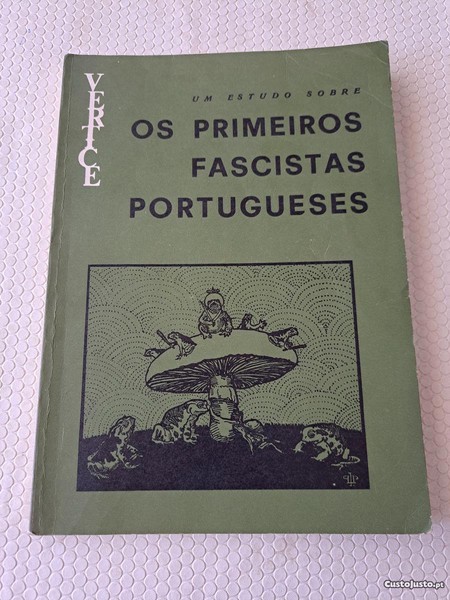 VERTICE
UM ESTUDO SOBRE
OS PRIMEIROS
FASCISTAS
PORTUGUESES
CustoJusto.pt